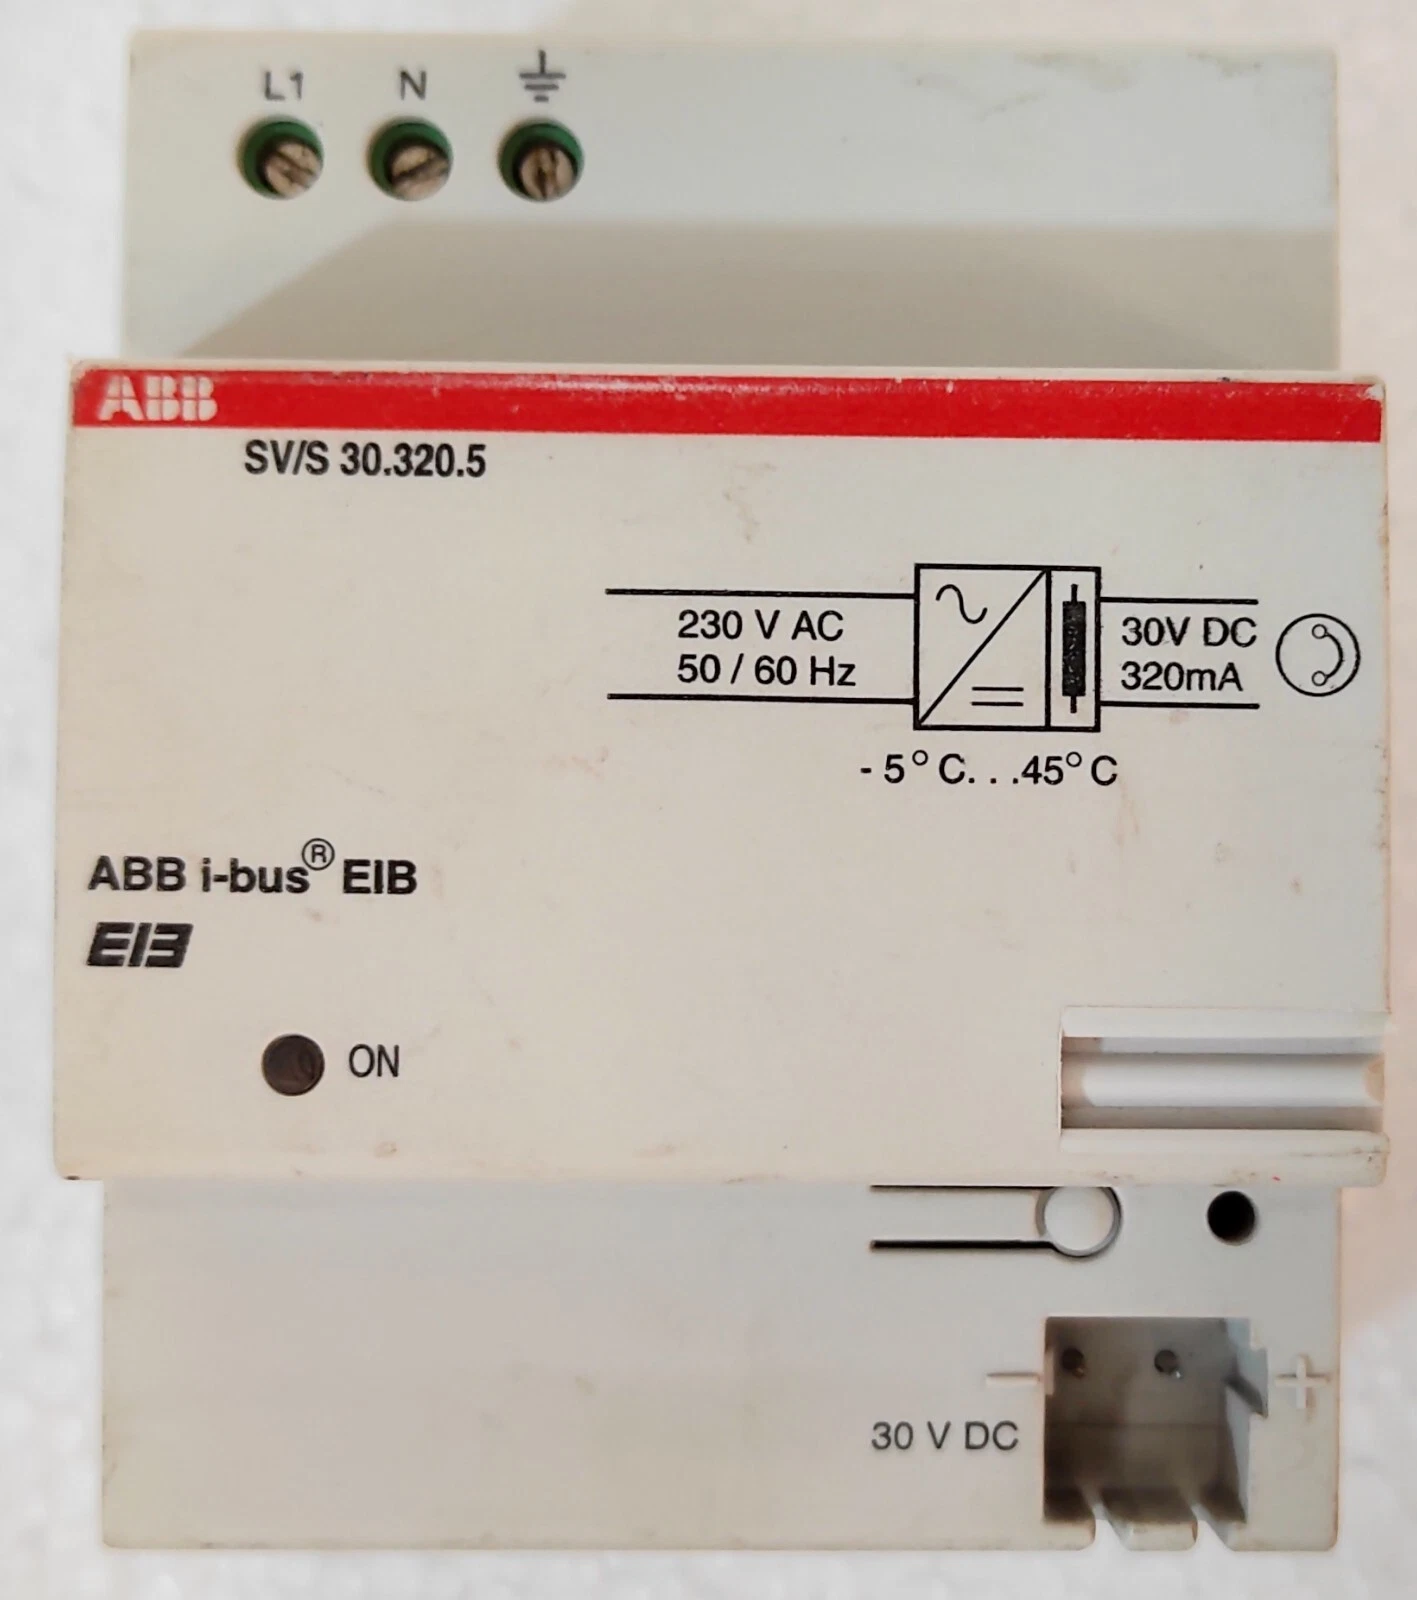 L1 N
ABB
SV/S 30.320.5
230 V AC
50 / 60 Hz
30V DC
320mA
- 5° C. . .45° C
ABB i-bus® EIB
EIB
ON
- +
30 V DC